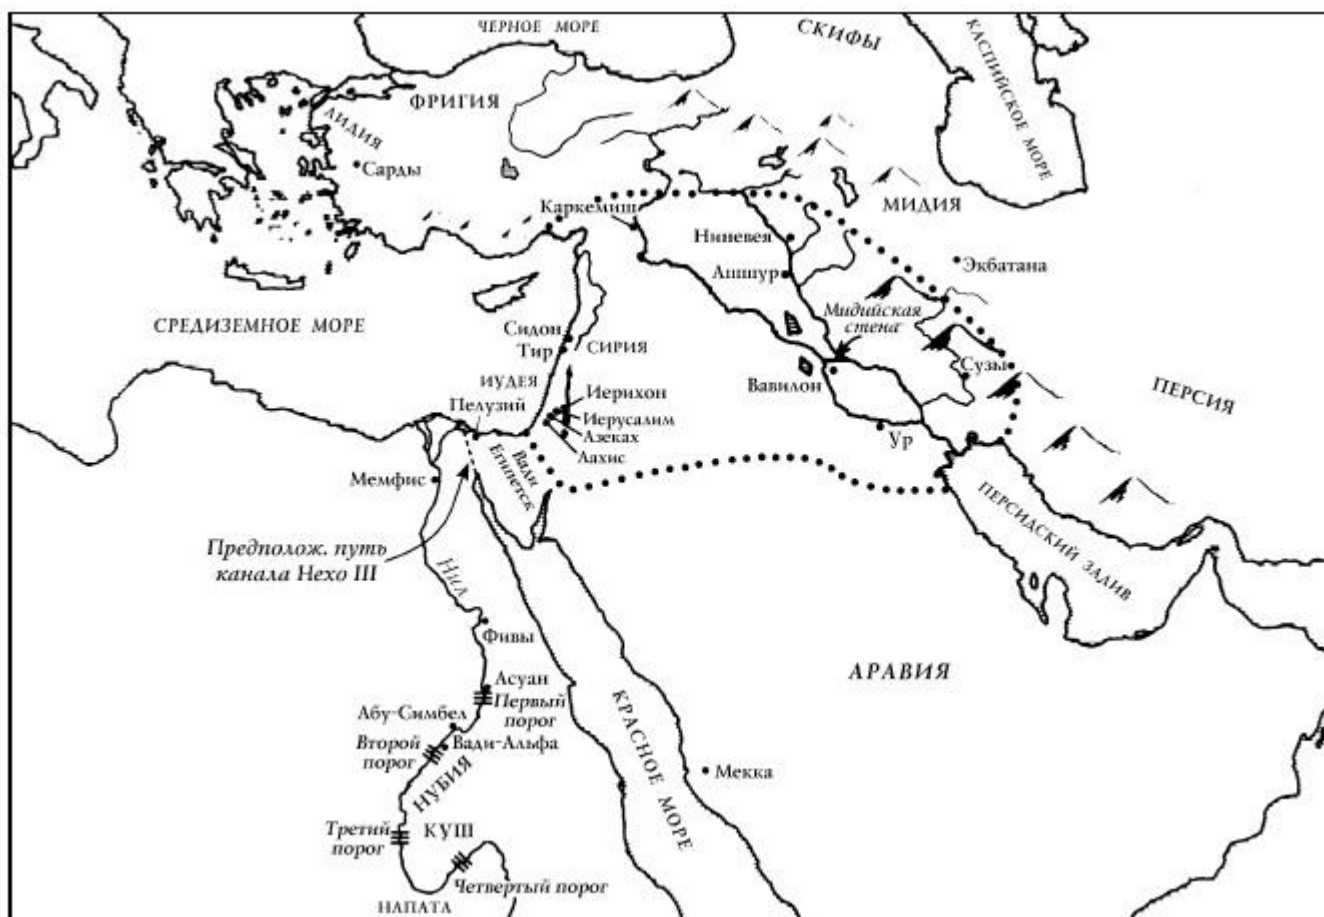 ЧЕРНОЕ МОРЕ
СКИФЫ
КАСПИЙСКОЕ МОРЕ
ФРИГИЯ
ЛИДИЯ
Сарды
Каркемиш
МИДИЯ
Ниневея
Экбатана
Ашшур
СРЕДИЗЕМНОЕ МОРЕ
Мидийская
стена
Сидон
Тир
СИРИЯ
Сузы
ИУДЕЯ
Вавилон
ПЕРСИЯ
Иерихон
Пелузий
Иерусалим
Азеках
Лахис
Ур
Вади
Египетск
Мемфис
ПЕРСИДСКИЙ ЗАЛИВ
Предполож. путь
канала Нехо III
НИЛ
Фивы
АРАВИЯ
Асуан
Первый
порог
Абу-Симбел
Второй
порог
Вади-Альфа
НУБИЯ
КРАСНОЕ МОРЕ
Мекка
Третий
порог
КУШ
Четвертый порог
НАПАТА